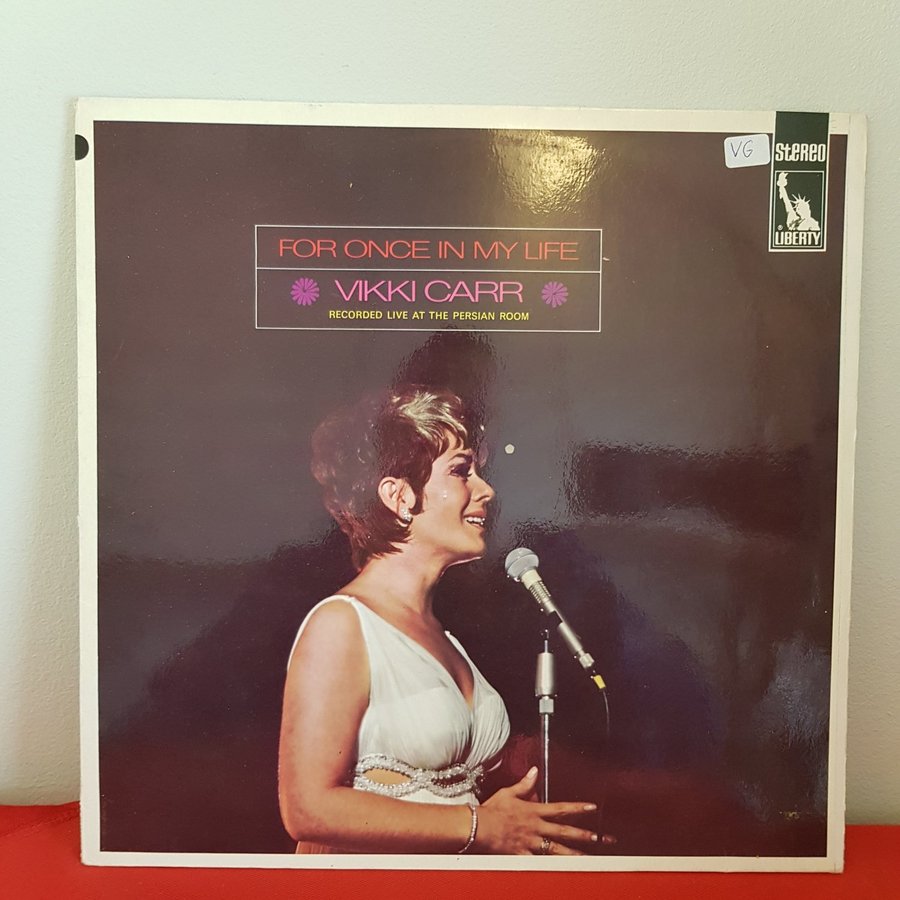 VG
Stereo
® LIBERTY
FOR ONCE IN MY LIFE
VIKKI CARR
RECORDED LIVE AT THE PERSIAN ROOM